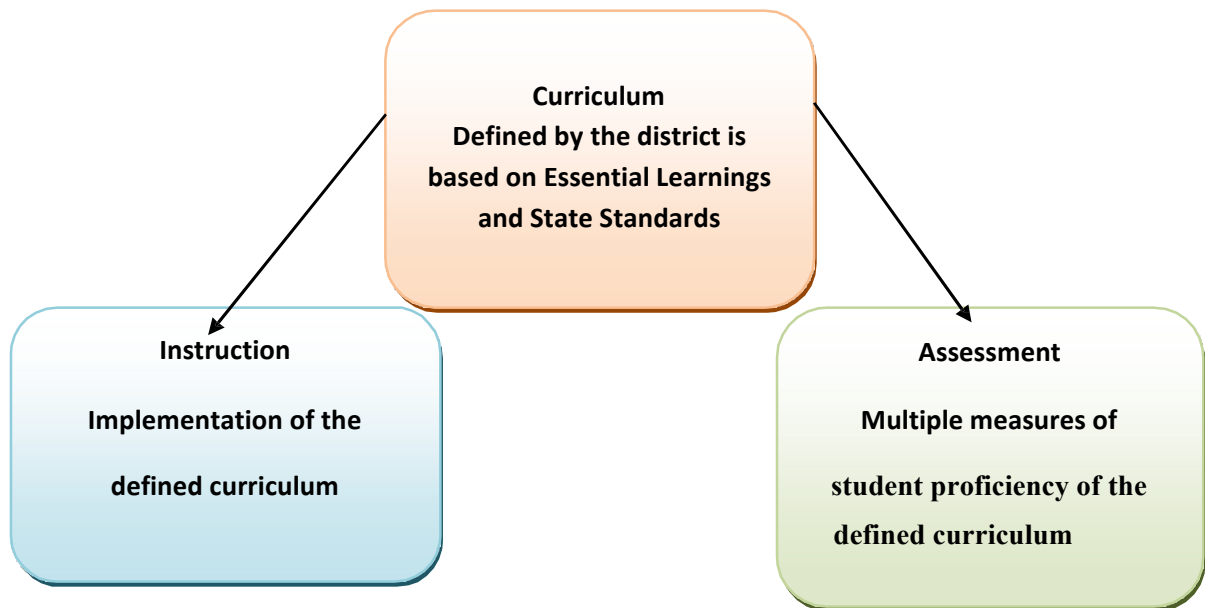 Curriculum
Defined by the district is
based on Essential Learnings
and State Standards
Instruction
Implementation of the
defined curriculum
Assessment
Multiple measures of
student proficiency of the
defined curriculum